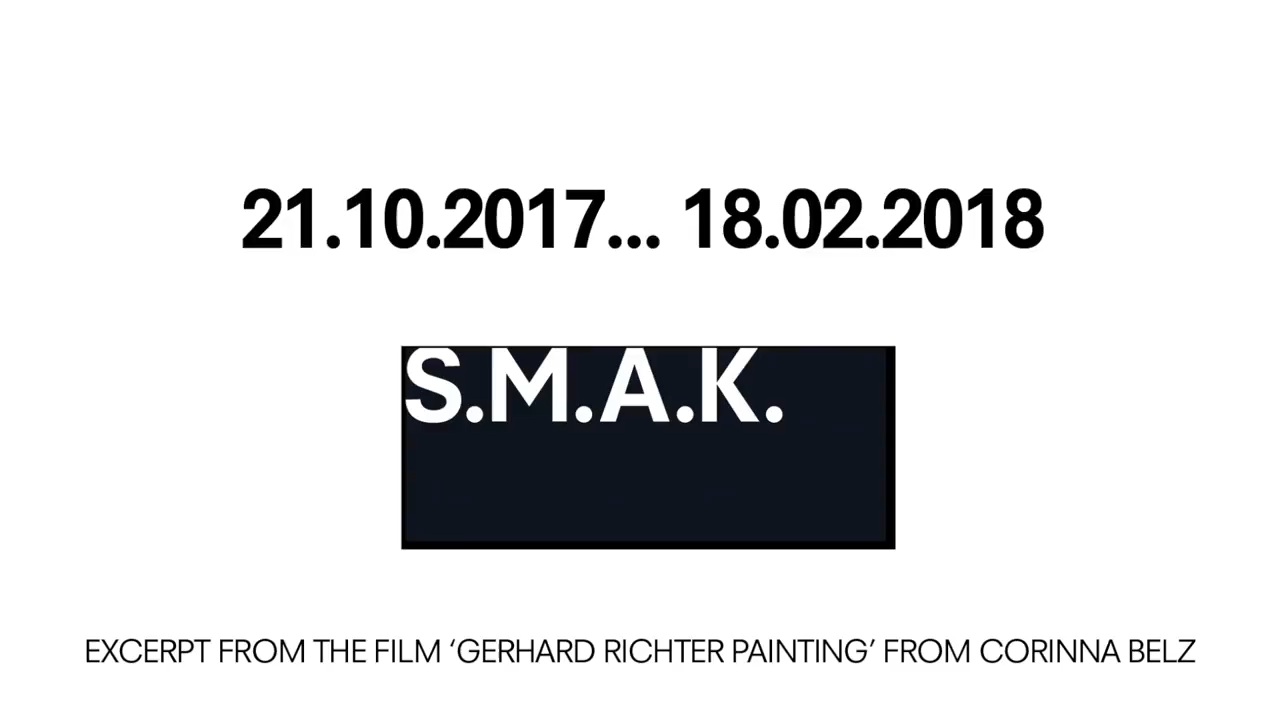 21.10.2017... 18.02.2018
S.M.A.K.
EXCERPT FROM THE FILM ‘GERHARD RICHTER PAINTING’ FROM CORINNA BELZ